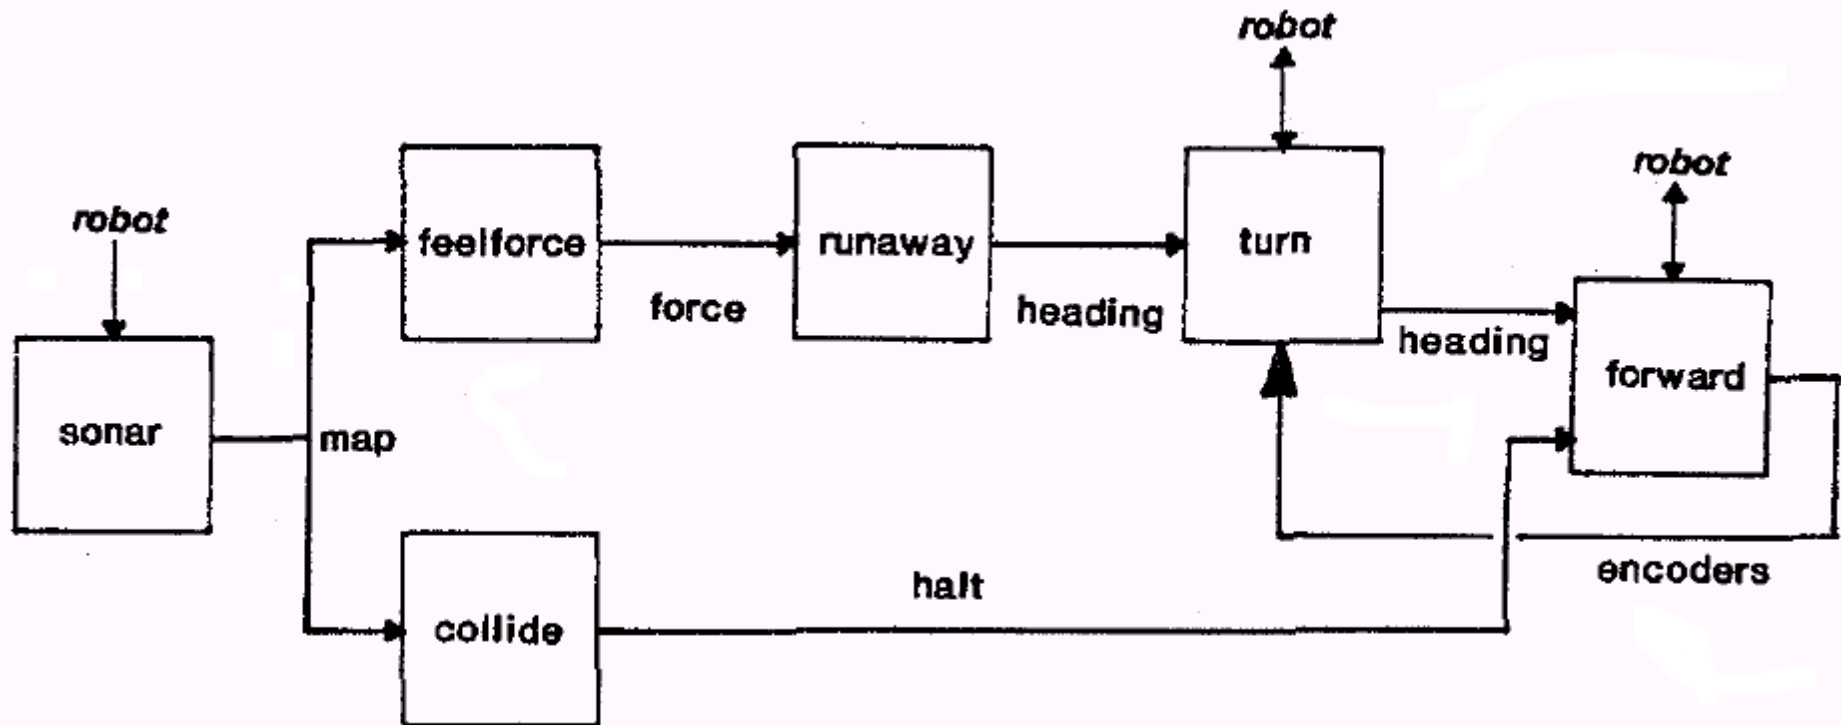 robot
robot
robot
feelforce
runaway
turn
force
heading
heading
forward
sonar
map
halt
encoders
collide